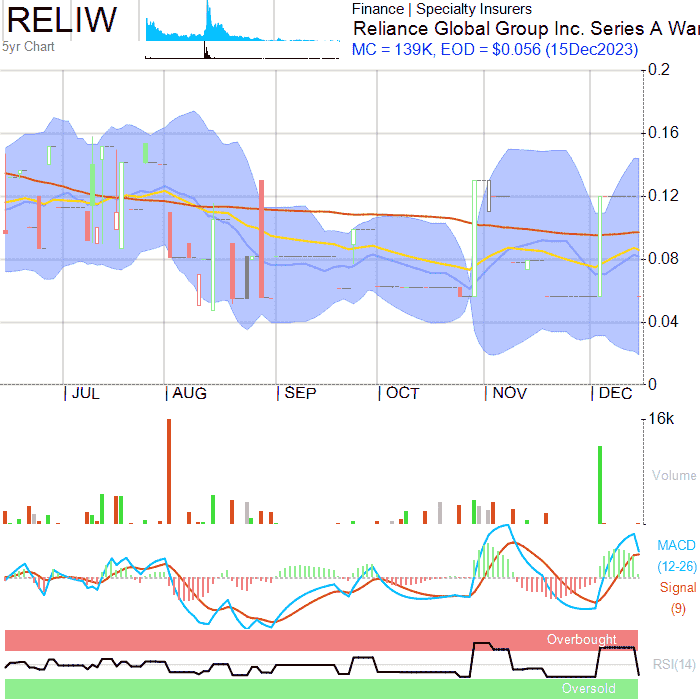 RELIW
5yr Chart
Finance | Specialty Insurers
Reliance Global Group Inc. Series A War
MC = 139K, EOD = $0.056 (15Dec2023)
0.2
0.16
0.12
0.08
0.04
0
JUL AUG SEP OCT NOV DEC
16k
Volume
MACD
(12-26)
Signal
(9)
Overbought
RSI(14)
Oversold